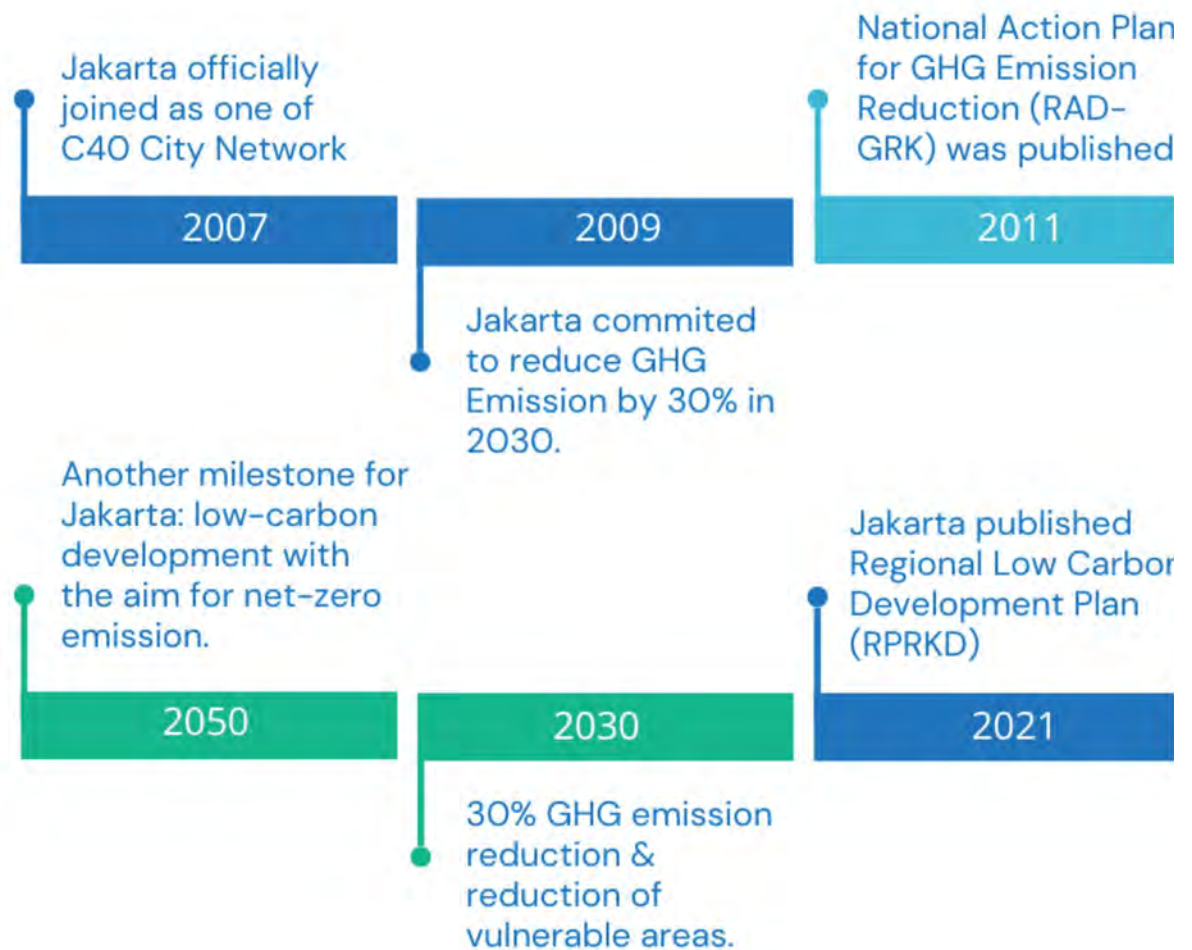 Jakarta officially
joined as one of
C40 City Network
2007
2009
Jakarta commited
to reduce GHG
Emission by 30% in
2030.
National Action Plan
for GHG Emission
Reduction (RAD-
GRK) was published
2011
Another milestone for
Jakarta: low-carbon
development with
the aim for net-zero
emission.
2050
2030
30% GHG emission
reduction &
reduction of
vulnerable areas.
Jakarta published
Regional Low Carbon
Development Plan
(RPRKD)
2021